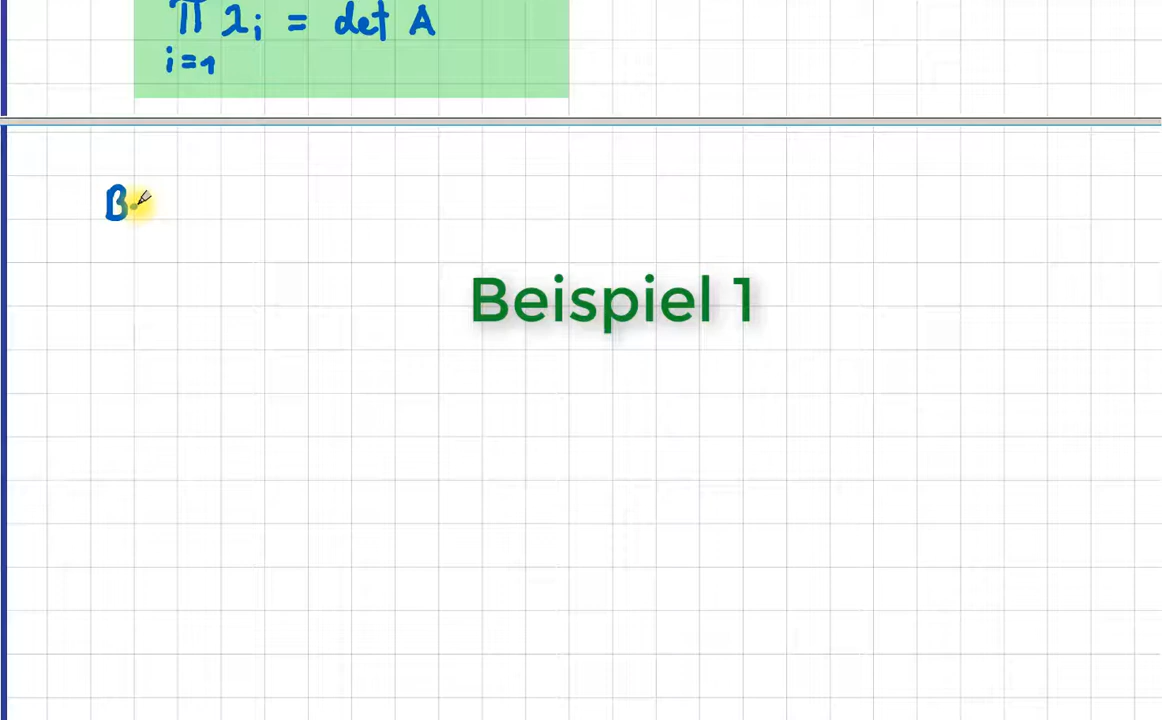 ∏ λi = det A
i=1
B
Beispiel 1